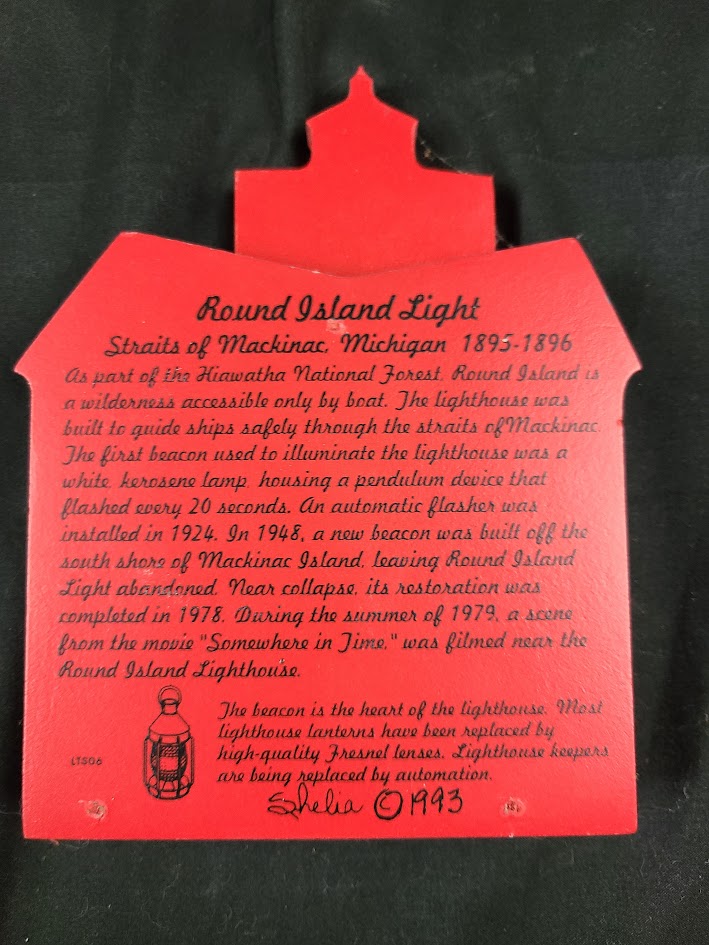 Round Island Light
Straits of Mackinac, Michigan 1895-1896
As part of the Hiawatha National Forest, Round Island is
a wilderness accessible only by boat. The lighthouse was
built to guide ships safely through the straits of Mackinac.
The first beacon used to illuminate the lighthouse was a
white, kerosene lamp, housing a pendulum device that
flashed every 20 seconds. An automatic flasher was
installed in 1924. In 1948, a new beacon was built off the
south shore of Mackinac Island, leaving Round Island
Light abandoned. Near collapse, its restoration was
completed in 1978. During the summer of 1979, a scene
from the movie "Somewhere in Time," was filmed near the
Round Island Lighthouse.
The beacon is the heart of the lighthouse. Most
lighthouse lanterns have been replaced by
high-quality Fresnel lenses. Lighthouse keepers
are being replaced by automation.
LTS06
Shelia © 1993